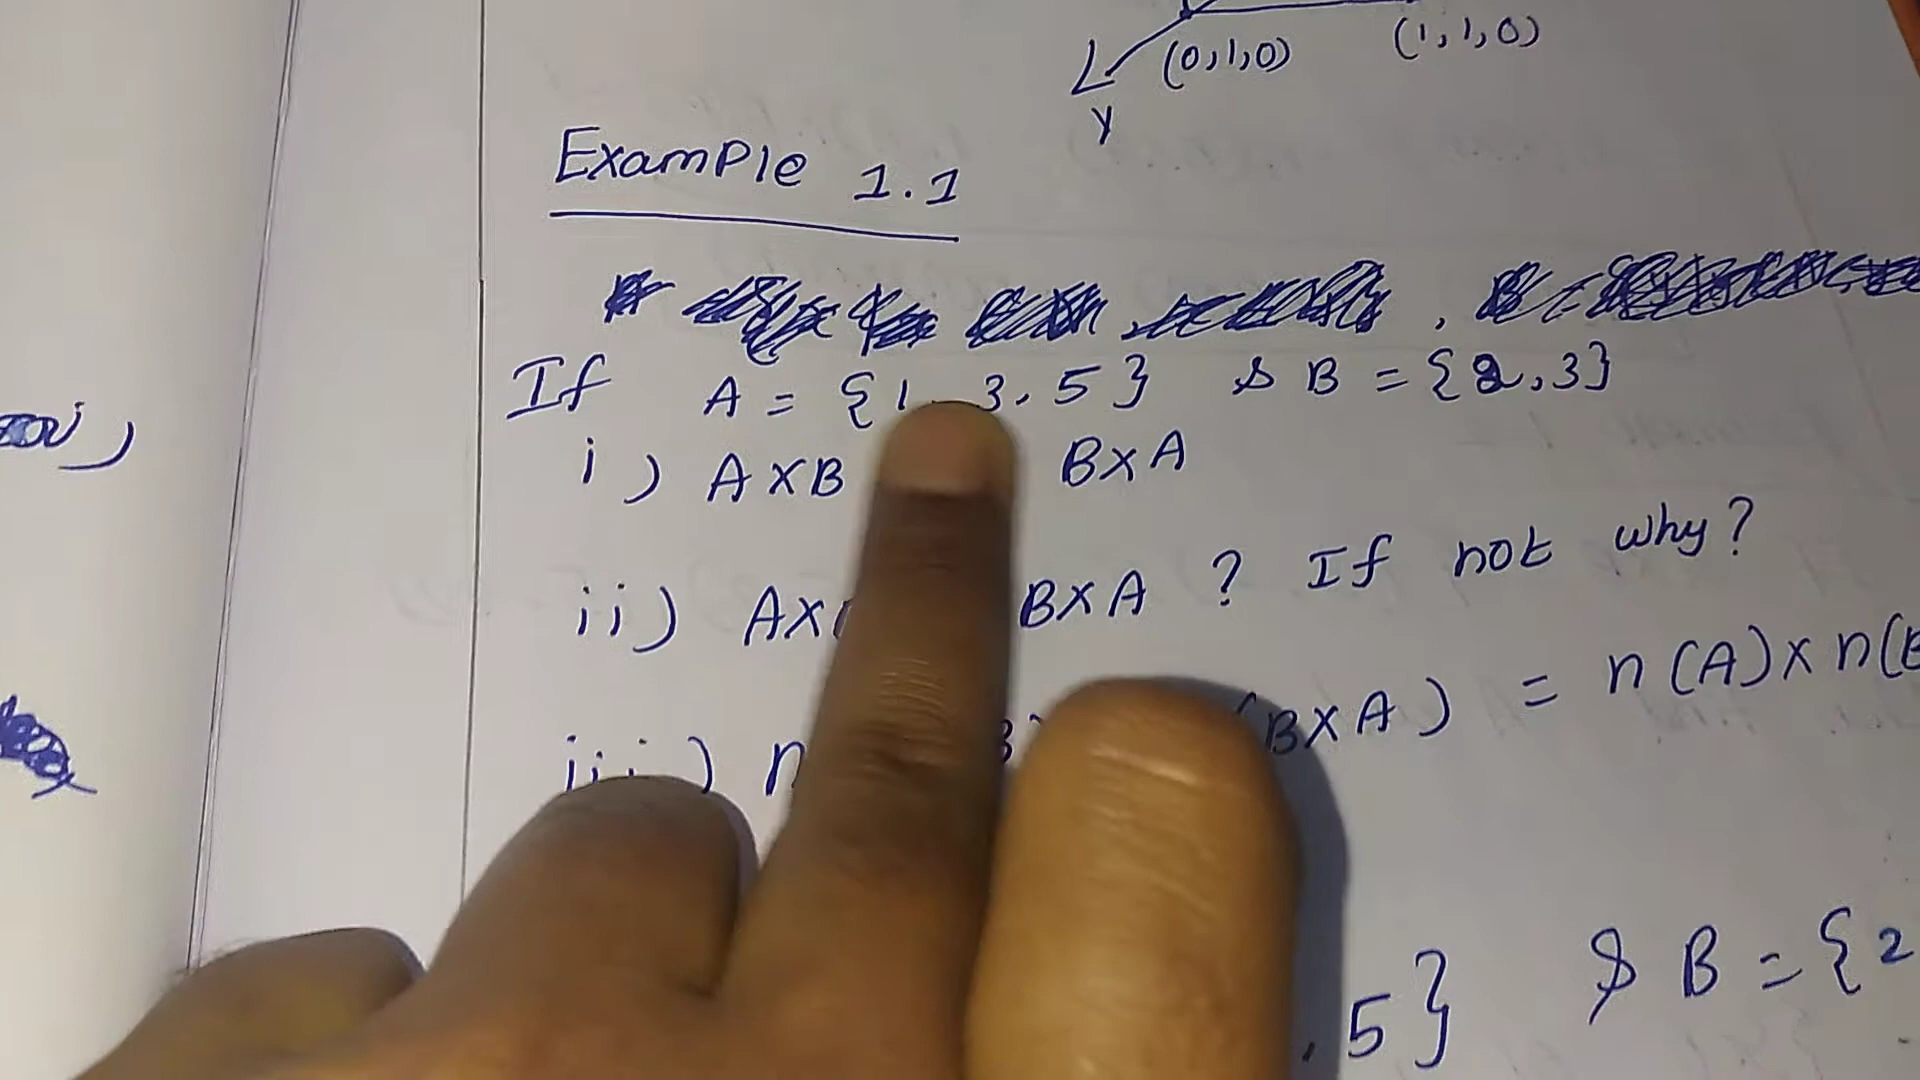 (0,1,0) (1,1,0)
Y
Example 1.1
If A = {1, 3, 5} & B = {2,3}
i) A×B B×A
ii) A× B×A ? If not why?
iii) n (B×A) = n(A)×n(B
.5} & B = {2